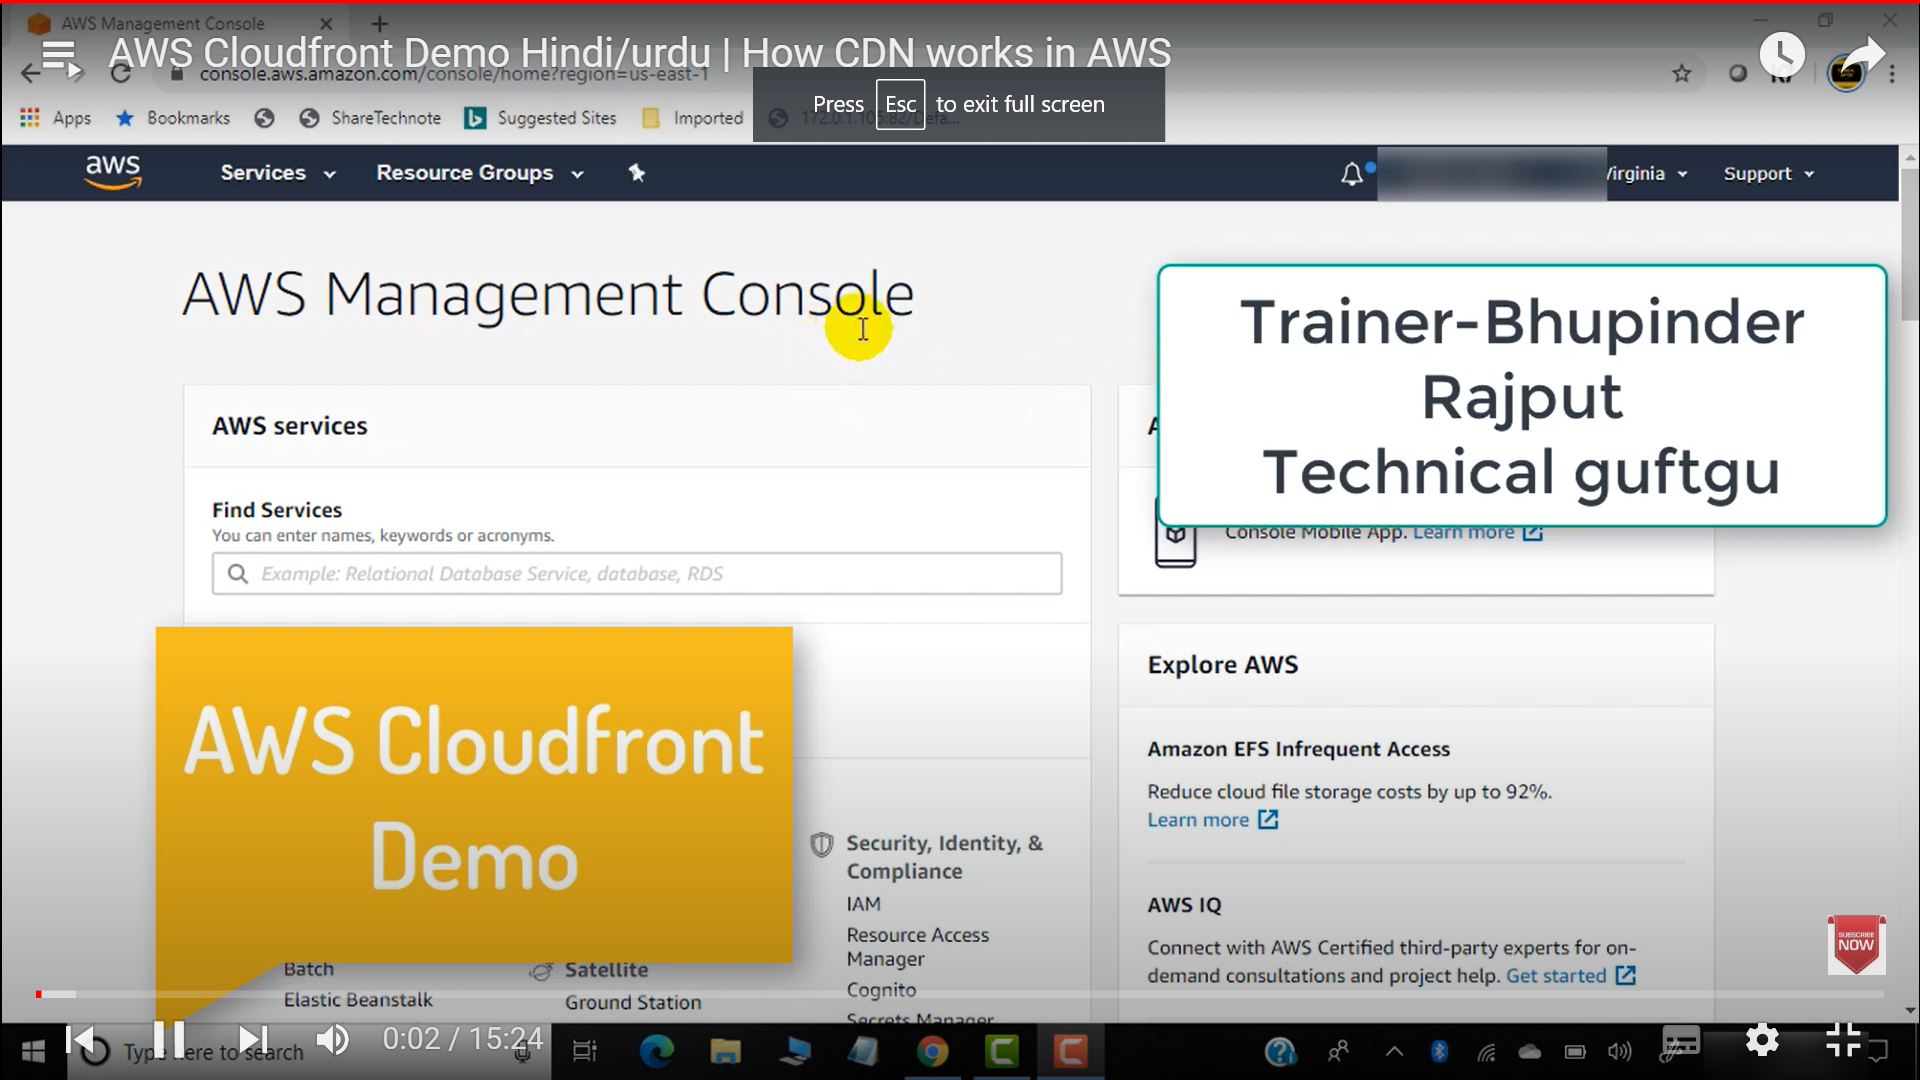 AWS Management Console
AWS Cloudfront Demo Hindi/urdu | How CDN works in AWS
console.aws.amazon.com/console/home?region=us-east-1
Press Esc to exit full screen
Apps
Bookmarks
ShareTechnote
Suggested Sites
Imported
172.0.1.105:82/Defa...
aws
Services
Resource Groups
Virginia
Support
AWS Management Console
Trainer-Bhupinder
Rajput
Technical guftgu
AWS services
Find Services
You can enter names, keywords or acronyms.
Example: Relational Database Service, database, RDS
Console Mobile App. Learn more
Explore AWS
Amazon EFS Infrequent Access
Reduce cloud file storage costs by up to 92%.
Learn more
AWS Cloudfront
Demo
Security, Identity, &
Compliance
IAM
Resource Access
Manager
Cognito
Secrets Manager
AWS IQ
Connect with AWS Certified third-party experts for on-
demand consultations and project help. Get started
SUBSCRIBE
NOW
Batch
Elastic Beanstalk
Satellite
Ground Station
0:02 / 15:24
Type here to search